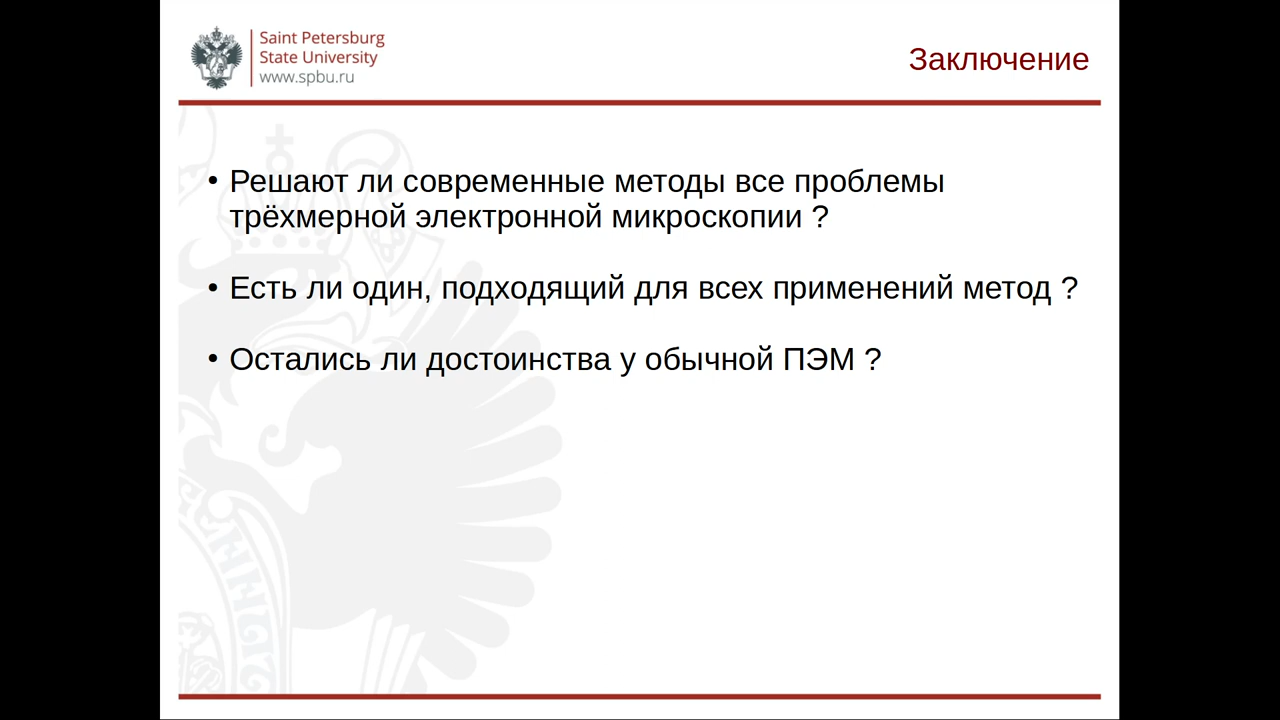 Saint Petersburg
State University
www.spbu.ru
Заключение
• Решают ли современные методы все проблемы
трёхмерной электронной микроскопии ?
• Есть ли один, подходящий для всех применений метод ?
• Остались ли достоинства у обычной ПЭМ ?